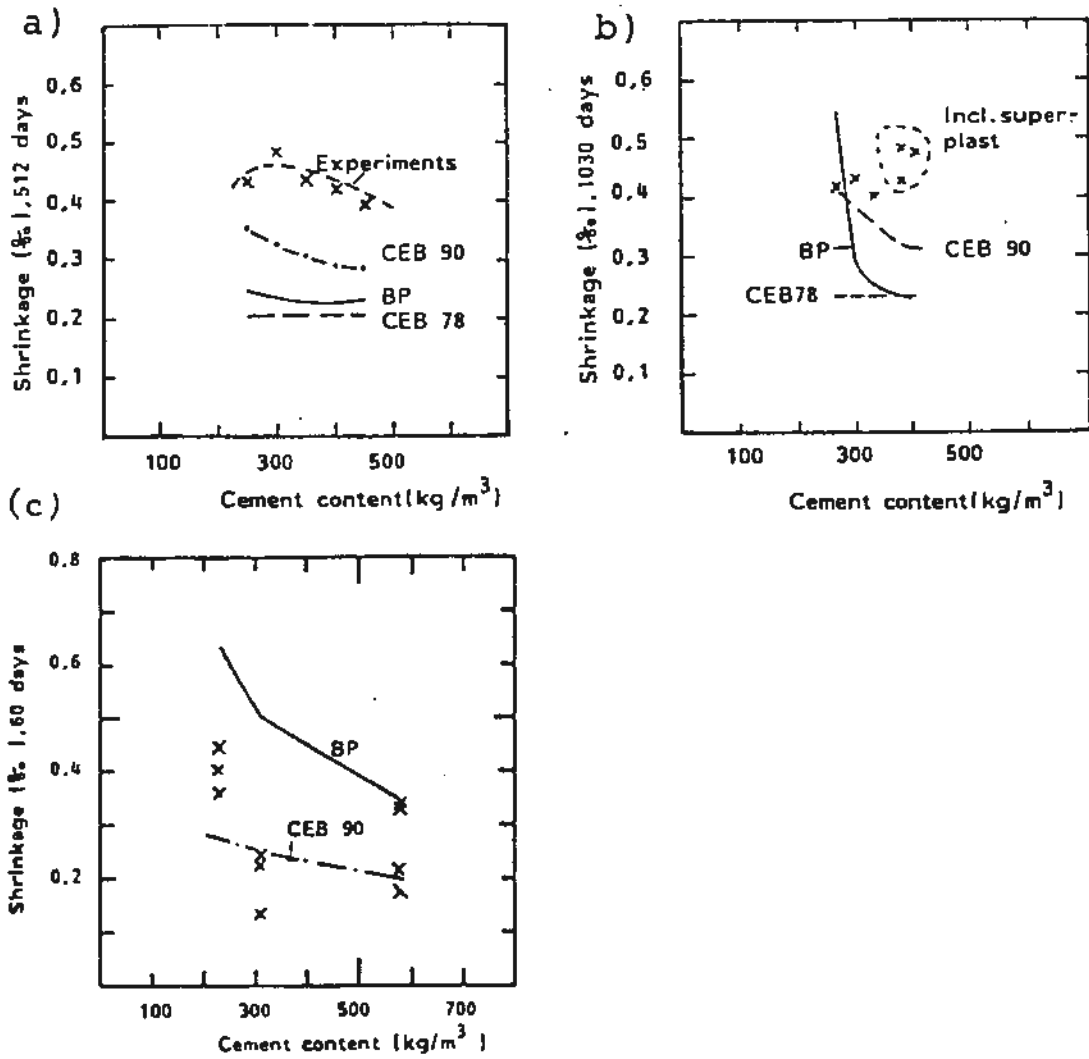 a)
Shrinkage (‰), 512 days
0,6
0,5
0,4
0,3
0,2
0,1
Experiments
CEB 90
BP
CEB 78
100 300 500
Cement content(kg/m³)
b)
Shrinkage (‰), 1030 days
0,6
0,5
0,4
0,3
0,2
0,1
Incl. super-
plast
BP
CEB 90
CEB78
100 300 500
Cement content(kg/m³)
(c)
Shrinkage (‰), 60 days
0.8
0.6
0.4
0.2
BP
CEB 90
100 300 500 700
Cement content (kg/m³)